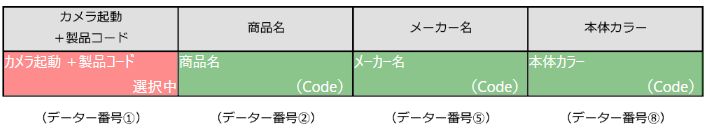 カメラ起動
＋製品コード
商品名
メーカー名
本体カラー
カメラ起動 ＋製品コード
選択中
商品名
（Code）
メーカー名
（Code）
本体カラー
（Code）
（データー番号①）
（データー番号②）
（データー番号⑤）
（データー番号⑧）